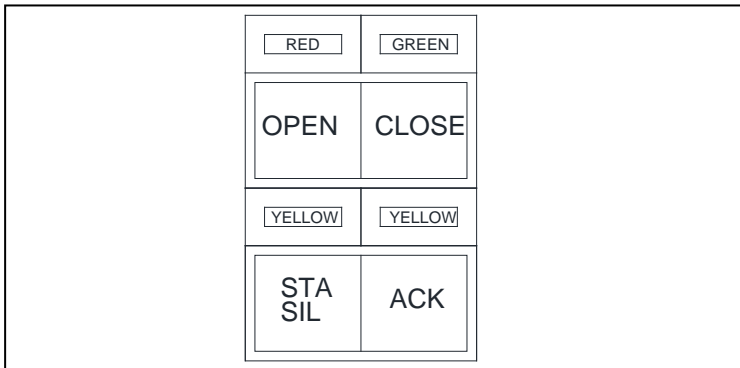 RED GREEN
OPEN CLOSE
YELLOW YELLOW
STA
SIL
ACK